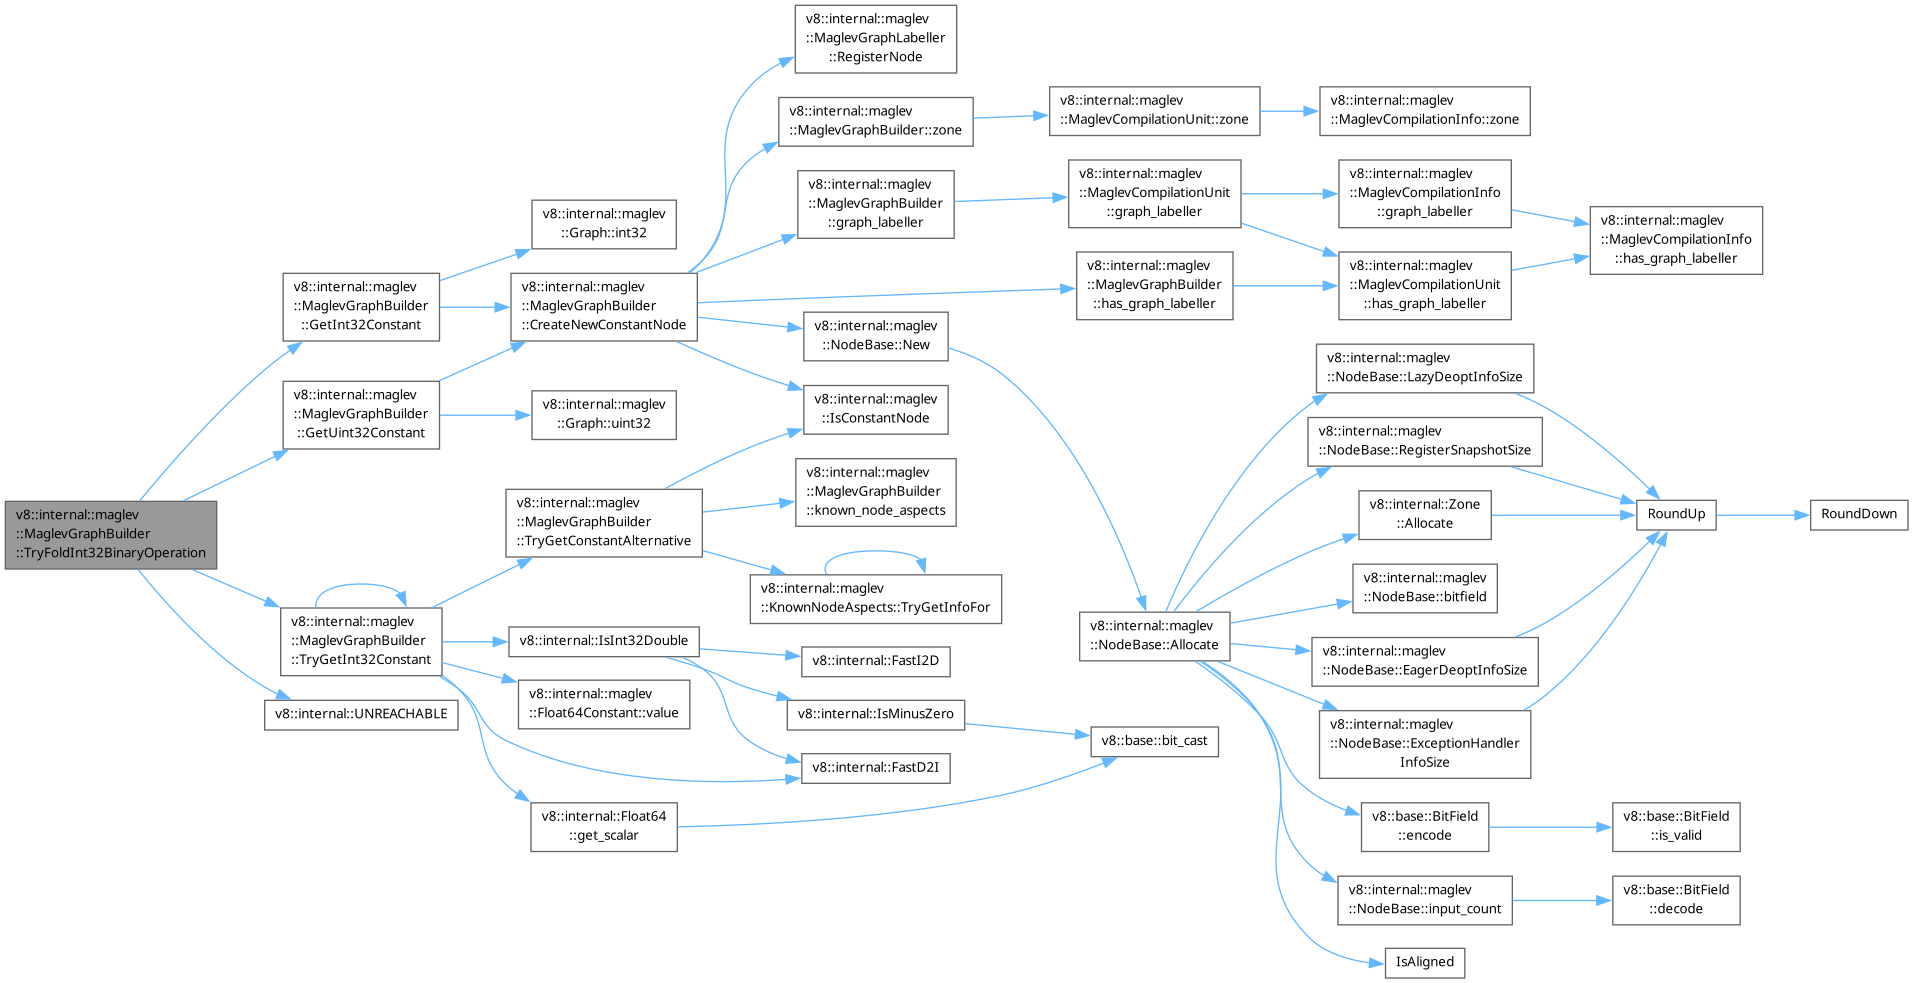 v8::internal::maglev
::MaglevGraphBuilder
::TryFoldInt32BinaryOperation
v8::internal::maglev
::MaglevGraphBuilder
::GetInt32Constant
v8::internal::maglev
::Graph::int32
v8::internal::maglev
::MaglevGraphBuilder
::CreateNewConstantNode
v8::internal::maglev
::MaglevGraphLabeller
::RegisterNode
v8::internal::maglev
::MaglevGraphBuilder::zone
v8::internal::maglev
::MaglevCompilationUnit::zone
v8::internal::maglev
::MaglevCompilationInfo::zone
v8::internal::maglev
::MaglevGraphBuilder
::graph_labeller
v8::internal::maglev
::MaglevCompilationUnit
::graph_labeller
v8::internal::maglev
::MaglevCompilationInfo
::graph_labeller
v8::internal::maglev
::MaglevCompilationInfo
::has_graph_labeller
v8::internal::maglev
::MaglevGraphBuilder
::has_graph_labeller
v8::internal::maglev
::MaglevCompilationUnit
::has_graph_labeller
v8::internal::maglev
::NodeBase::New
v8::internal::maglev
::IsConstantNode
v8::internal::maglev
::MaglevGraphBuilder
::GetUint32Constant
v8::internal::maglev
::Graph::uint32
v8::internal::maglev
::MaglevGraphBuilder
::TryGetConstantAlternative
v8::internal::maglev
::MaglevGraphBuilder
::known_node_aspects
v8::internal::maglev
::KnownNodeAspects::TryGetInfoFor
v8::internal::maglev
::MaglevGraphBuilder
::TryGetInt32Constant
v8::internal::IsInt32Double
v8::internal::FastI2D
v8::internal::maglev
::Float64Constant::value
v8::internal::IsMinusZero
v8::internal::FastD2I
v8::internal::Float64
::get_scalar
v8::internal::UNREACHABLE
v8::base::bit_cast
v8::internal::maglev
::NodeBase::Allocate
v8::internal::maglev
::NodeBase::LazyDeoptInfoSize
v8::internal::maglev
::NodeBase::RegisterSnapshotSize
v8::internal::Zone
::Allocate
v8::internal::maglev
::NodeBase::bitfield
v8::internal::maglev
::NodeBase::EagerDeoptInfoSize
v8::internal::maglev
::NodeBase::ExceptionHandler
InfoSize
v8::base::BitField
::encode
v8::internal::maglev
::NodeBase::input_count
IsAligned
RoundUp
RoundDown
v8::base::BitField
::is_valid
v8::base::BitField
::decode